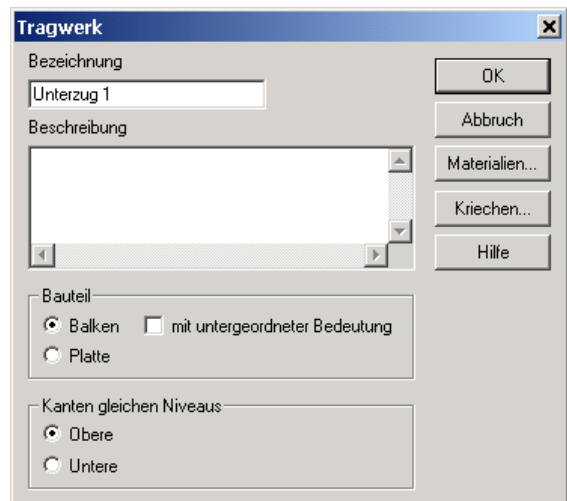 Tragwerk
Bezeichnung
Unterzug 1
Beschreibung
OK
Abbruch
Materialien...
Kriechen...
Hilfe
Bauteil
Balken mit untergeordneter Bedeutung
Platte
Kanten gleichen Niveaus
Obere
Untere